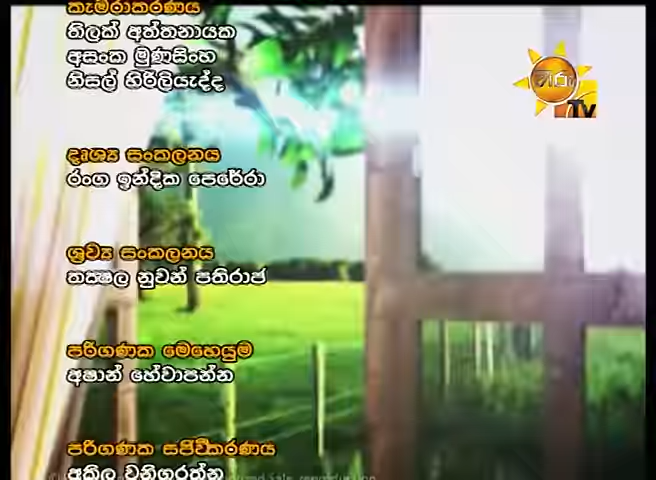 කැමරාකරණය
තිලක් අත්තනායක
අසංක මුණසිංහ
නිසල් හිරිලියැද්ද
හිරු
TV
දෘශ්‍ය සංකලනය
රංග ඉන්දික පෙරේරා
ශ්‍රව්‍ය සංකලනය
තක්‍ෂල නුවන් පතිරාජ
පරිගණක මෙහෙයුම
අෂාන් හේවාපන්න
පරිගණක සජිවීකරණය
අකිල වනිගරත්න